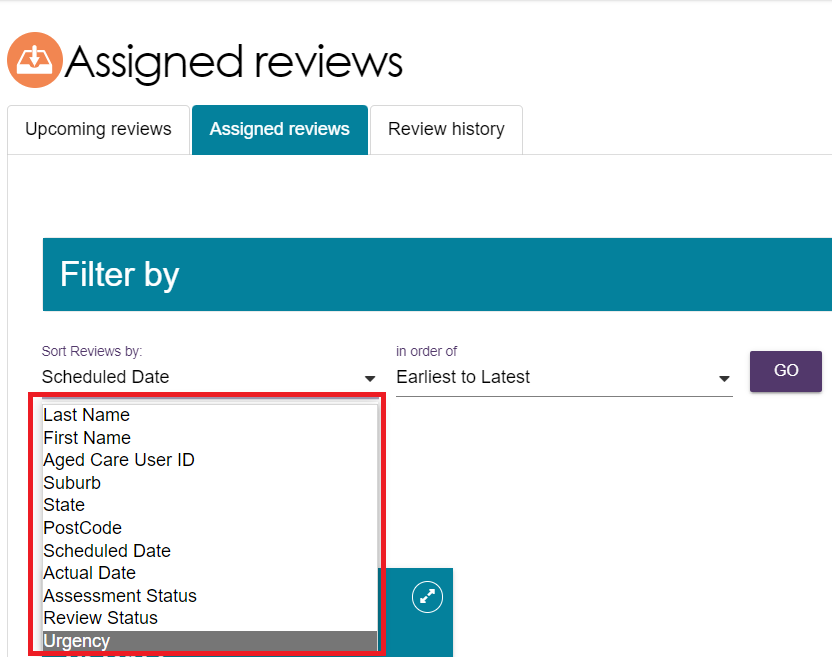 Assigned reviews
Upcoming reviews
Assigned reviews
Review history
Filter by
Sort Reviews by:
in order of
Scheduled Date
Earliest to Latest
GO
Last Name
First Name
Aged Care User ID
Suburb
State
PostCode
Scheduled Date
Actual Date
Assessment Status
Review Status
Urgency